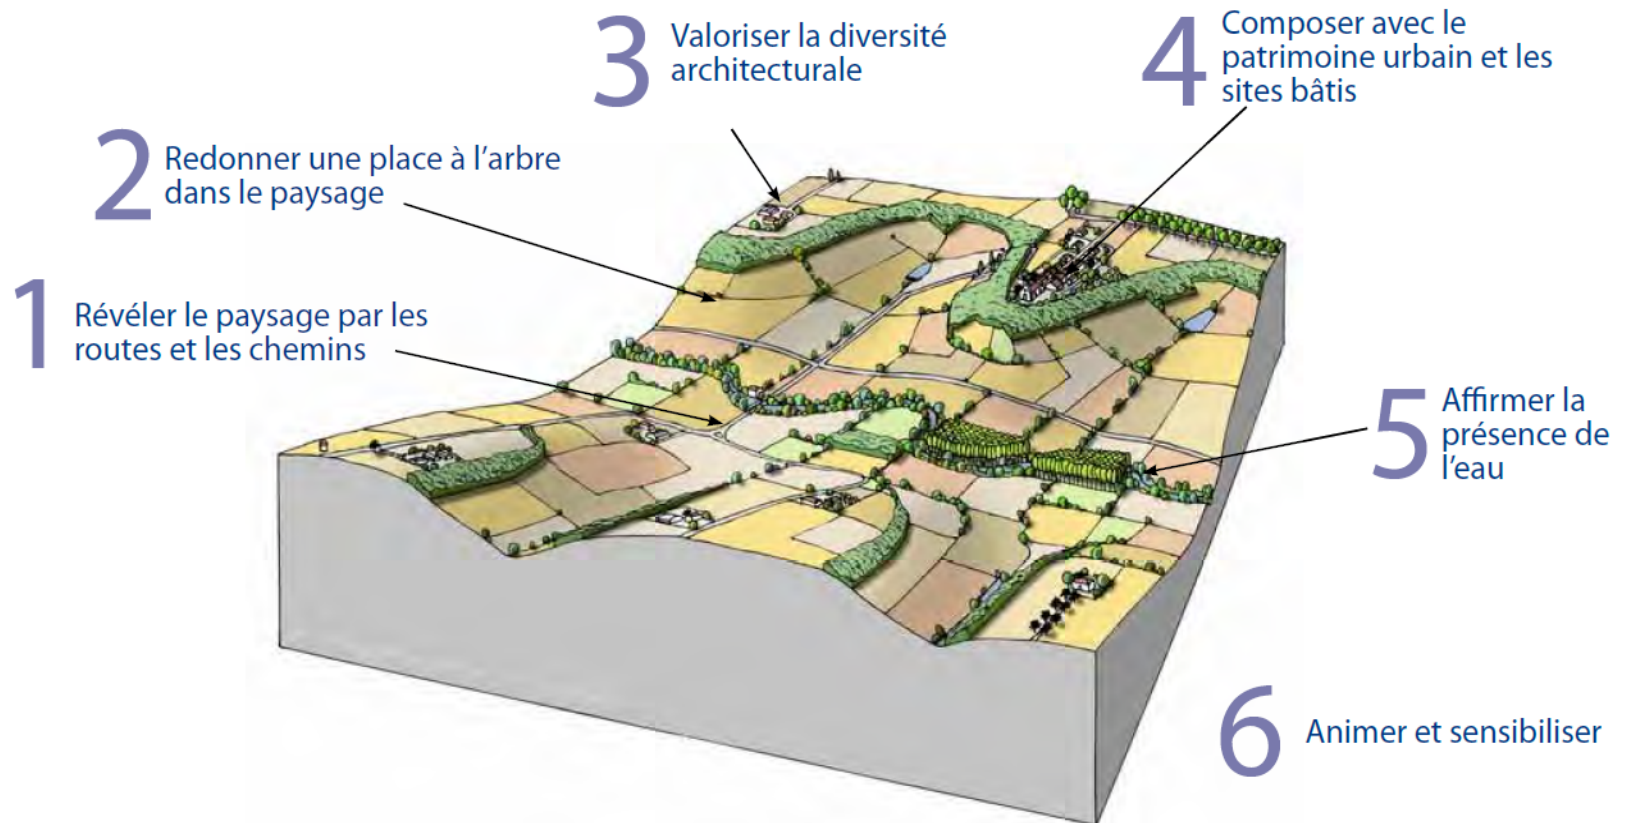 1
Révéler le paysage par les
routes et les chemins
2
Redonner une place à l’arbre
dans le paysage
3
Valoriser la diversité
architecturale
4
Composer avec le
patrimoine urbain et les
sites bâtis
5
Affirmer la
présence de
l’eau
6
Animer et sensibiliser